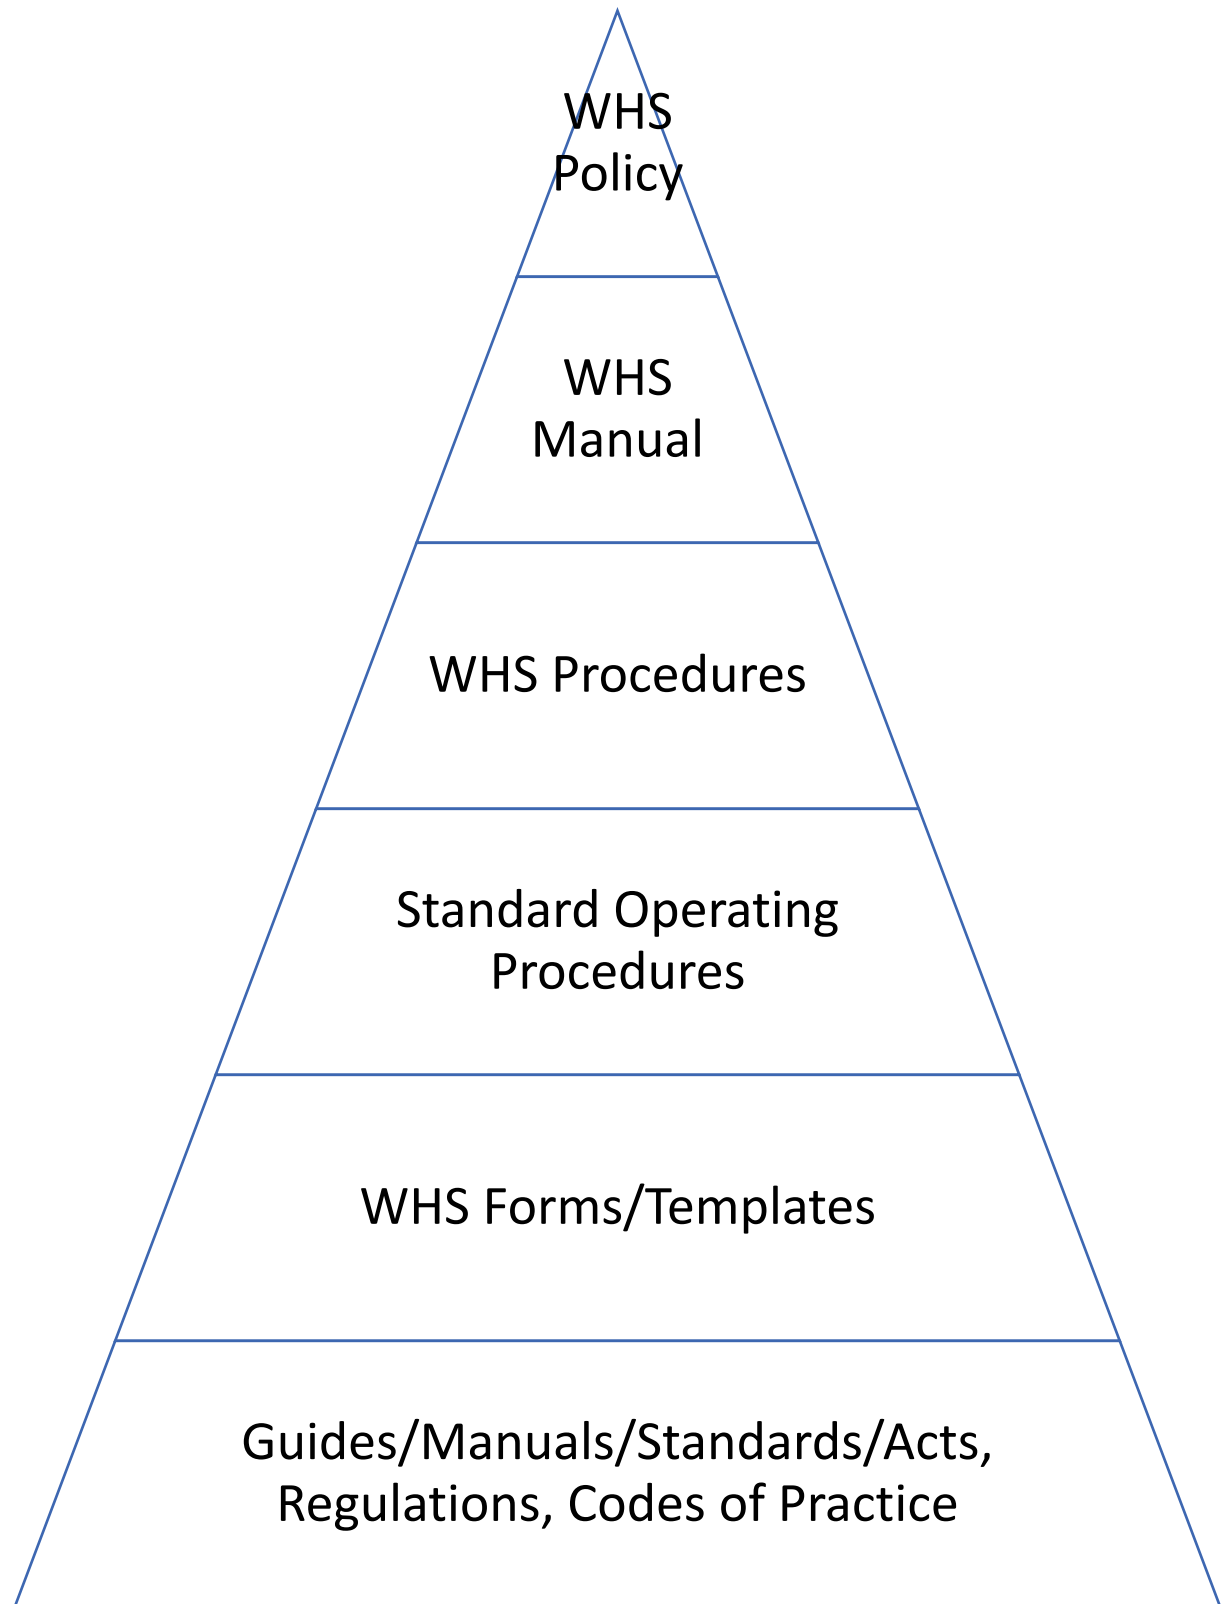 WHS
Policy
WHS
Manual
WHS Procedures
Standard Operating
Procedures
WHS Forms/Templates
Guides/Manuals/Standards/Acts,
Regulations, Codes of Practice